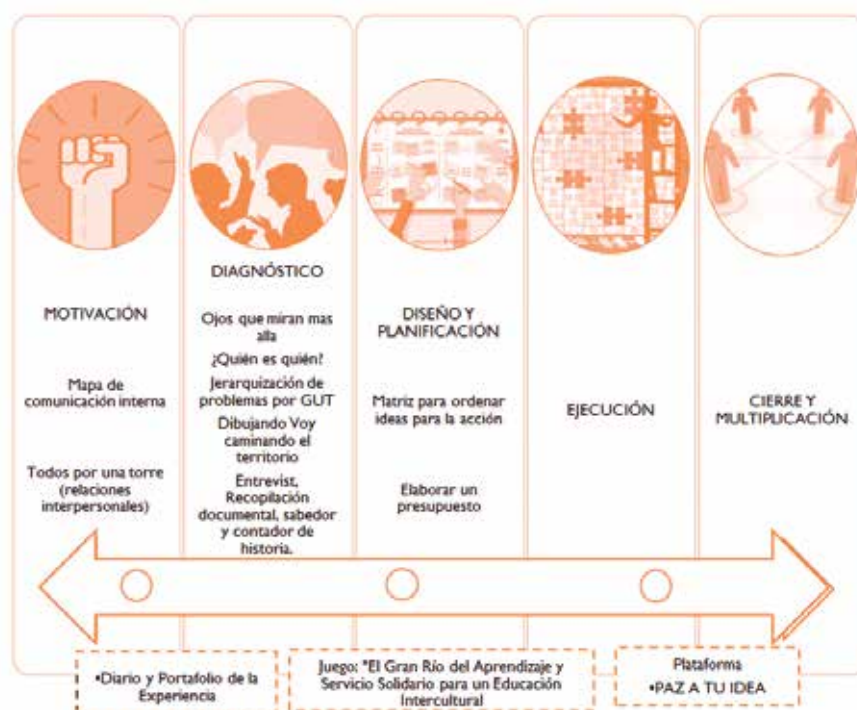 MOTIVACIÓN
Mapa de
comunicación interna
Todos por una torre
(relaciones
interpersonales)
DIAGNÓSTICO
Ojos que miran mas
alla
¿Quién es quién?
Jerarquización de
problemas por GUT
Dibujando Voy
caminando el
territorio
Entrevist,
Recopilación
documental, sabedor
y contador de
historia.
DISEÑO Y
PLANIFICACIÓN
Matriz para ordenar
ideas para la acción
Elaborar un
presupuesto
EJECUCIÓN
CIERRE Y
MULTIPLICACIÓN
•Diario y Portafolio de la
Experiencia
Juego: "El Gran Río del Aprendizaje y
Servicio Solidario para un Educación
Intercultural
Plataforma
•PAZ A TU IDEA